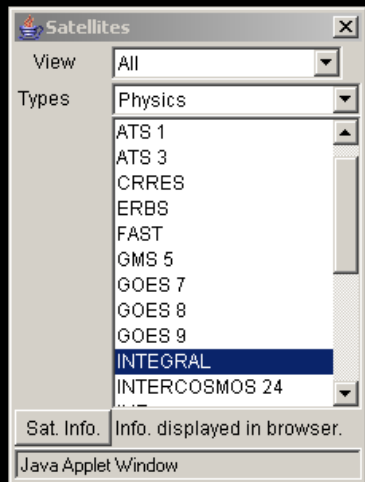 Satellites
View All
Types Physics
ATS 1
ATS 3
CRRES
ERBS
FAST
GMS 5
GOES 7
GOES 8
GOES 9
INTEGRAL
INTERCOSMOS 24
Sat. Info. Info. displayed in browser.
Java Applet Window